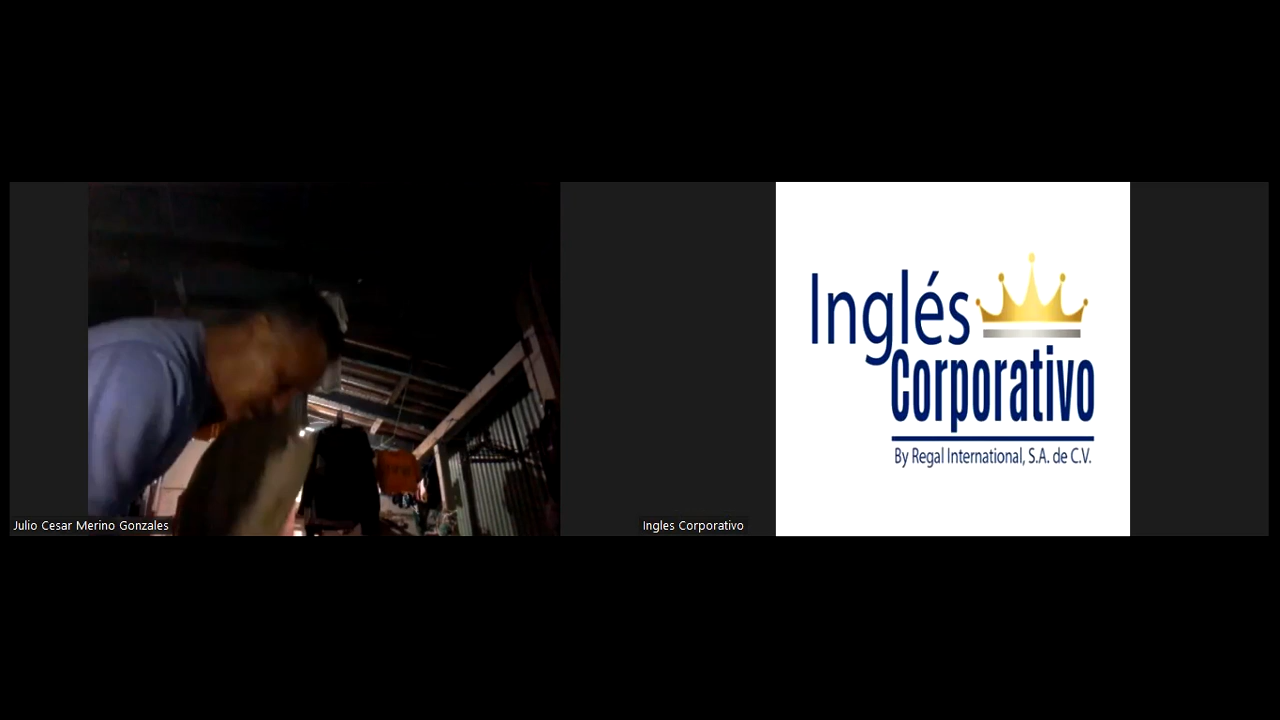 Inglés
Corporativo
By Regal International, S.A. de C.V.
Julio Cesar Merino Gonzales
Ingles Corporativo